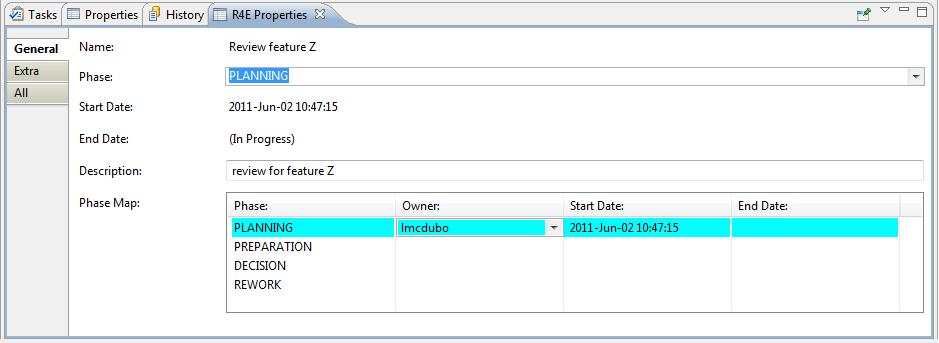 Tasks Properties History R4E Properties
General
Extra
All
Name: Review feature Z
Phase: PLANNING
Start Date: 2011-Jun-02 10:47:15
End Date: (In Progress)
Description: review for feature Z
Phase Map:
Phase: Owner: Start Date: End Date:
PLANNING lmcdubo 2011-Jun-02 10:47:15
PREPARATION
DECISION
REWORK